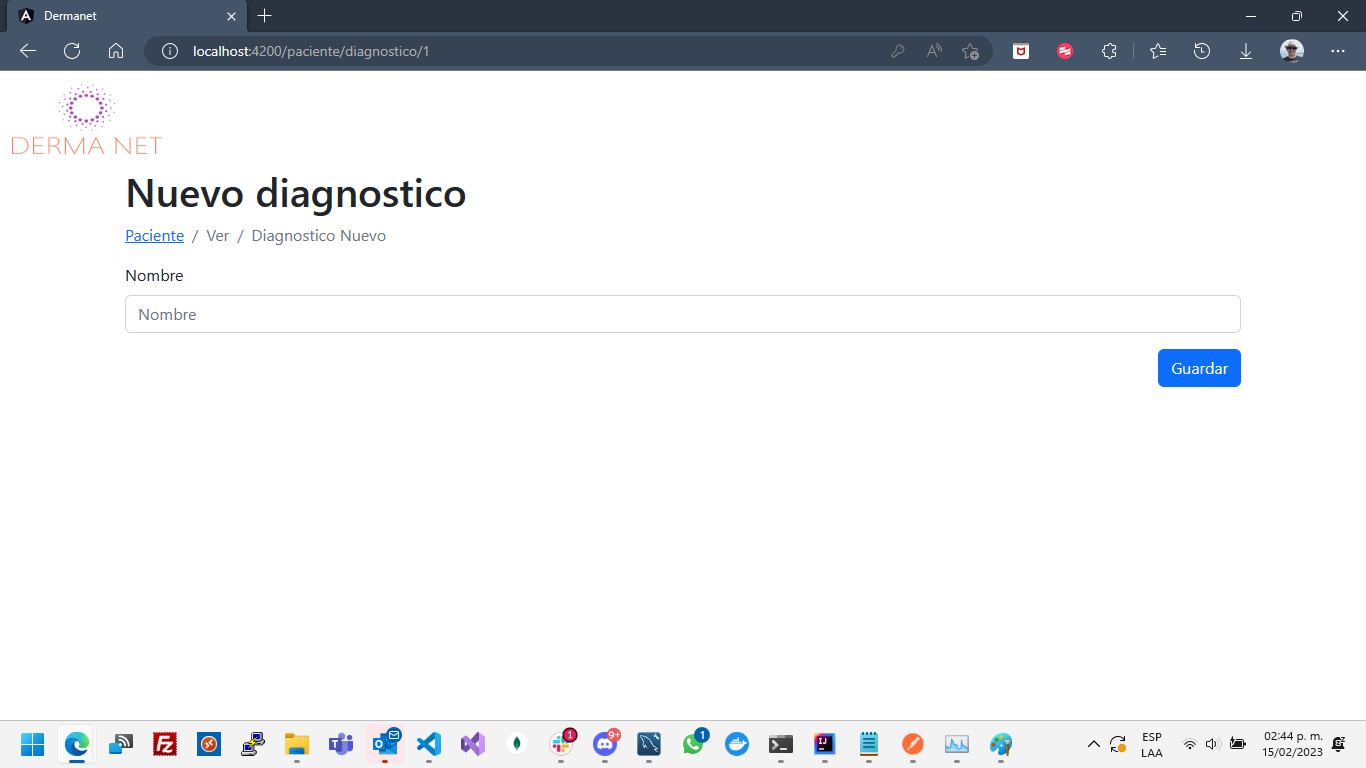 Dermanet
localhost:4200/paciente/diagnostico/1
DERMA NET
Nuevo diagnostico
Paciente / Ver / Diagnostico Nuevo
Nombre
Nombre
Guardar
1
9+
1
ESP
LAA
02:44 p. m.
15/02/2023